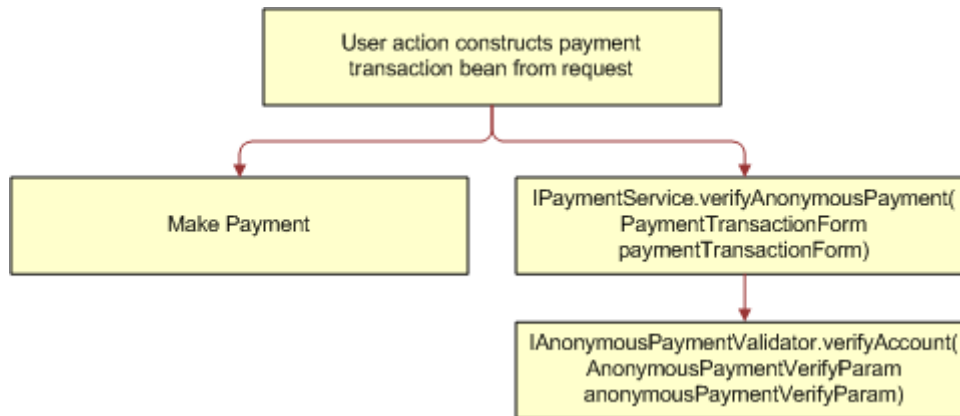 User action constructs payment
transaction bean from request
Make Payment
IPaymentService.verifyAnonymousPayment(
PaymentTransactionForm
paymentTransactionForm)
IAnonymousPaymentValidator.verifyAccount(
AnonymousPaymentVerifyParam
anonymousPaymentVerifyParam)